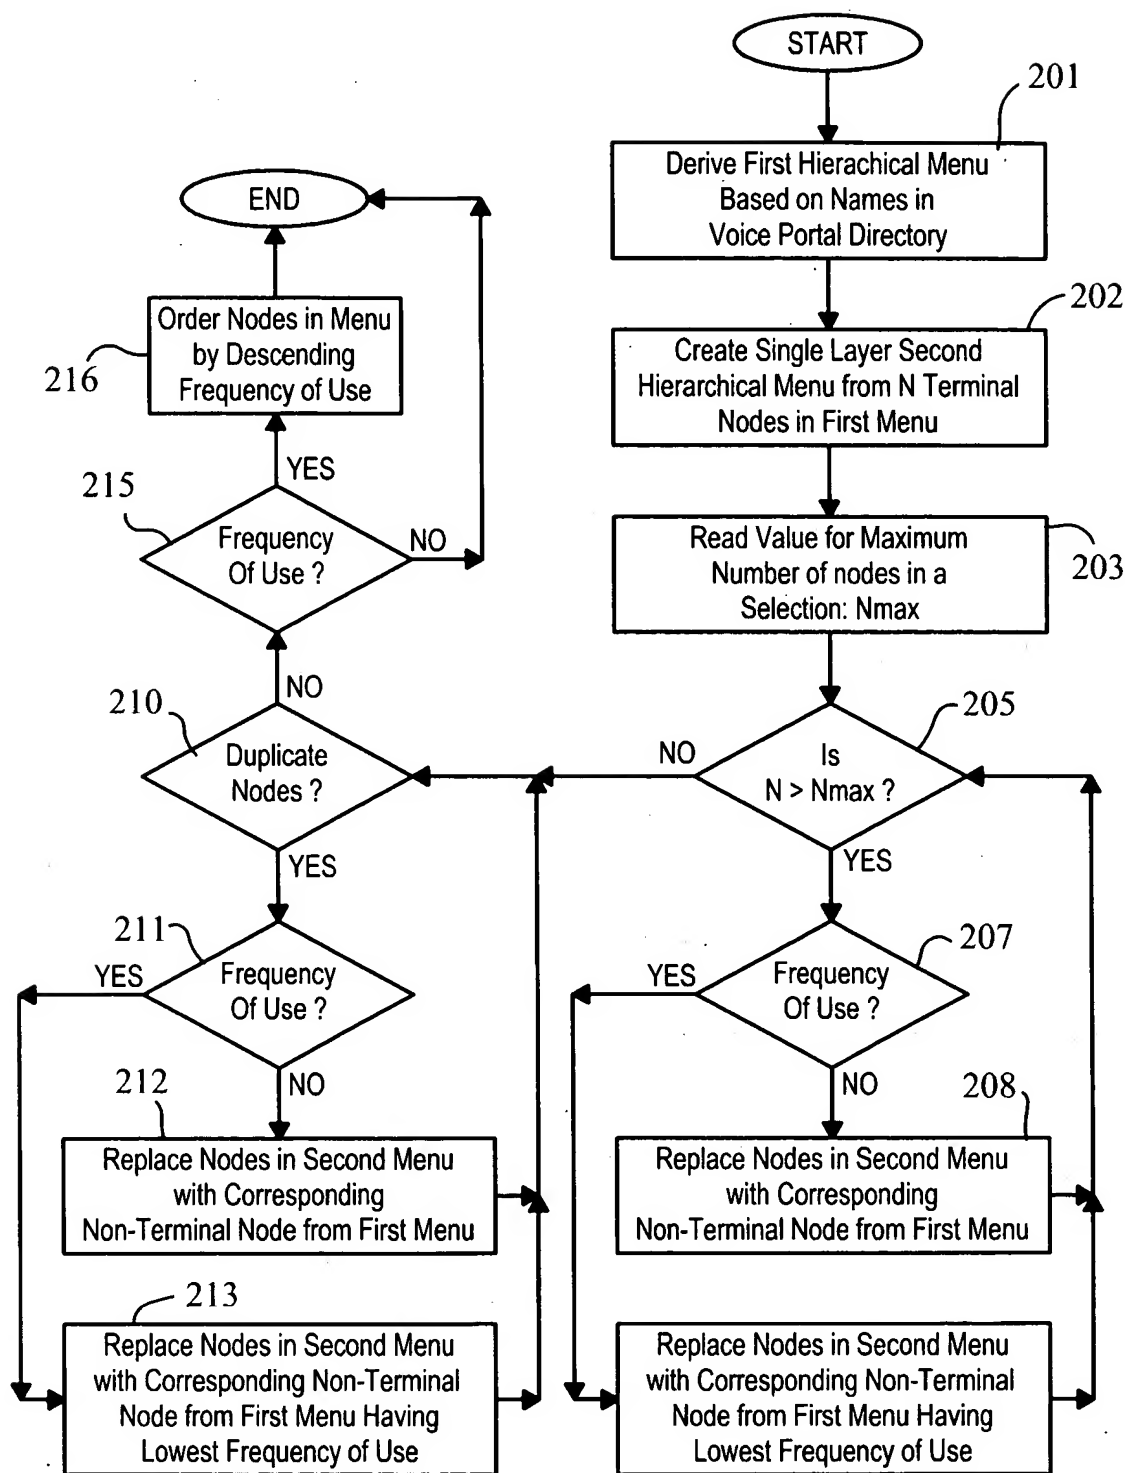 START
201
Derive First Hierachical Menu
Based on Names in
Voice Portal Directory
202
Create Single Layer Second
Hierarchical Menu from N Terminal
Nodes in First Menu
203
Read Value for Maximum
Number of nodes in a
Selection: Nmax
205
Is
N > Nmax ?
NO
YES
207
Frequency
Of Use ?
YES
NO
208
Replace Nodes in Second Menu
with Corresponding
Non-Terminal Node from First Menu
Replace Nodes in Second Menu
with Corresponding Non-Terminal
Node from First Menu Having
Lowest Frequency of Use
210
Duplicate
Nodes ?
NO
YES
211
Frequency
Of Use ?
YES
NO
212
Replace Nodes in Second Menu
with Corresponding
Non-Terminal Node from First Menu
213
Replace Nodes in Second Menu
with Corresponding Non-Terminal
Node from First Menu Having
Lowest Frequency of Use
215
Frequency
Of Use ?
YES
NO
216
Order Nodes in Menu
by Descending
Frequency of Use
END